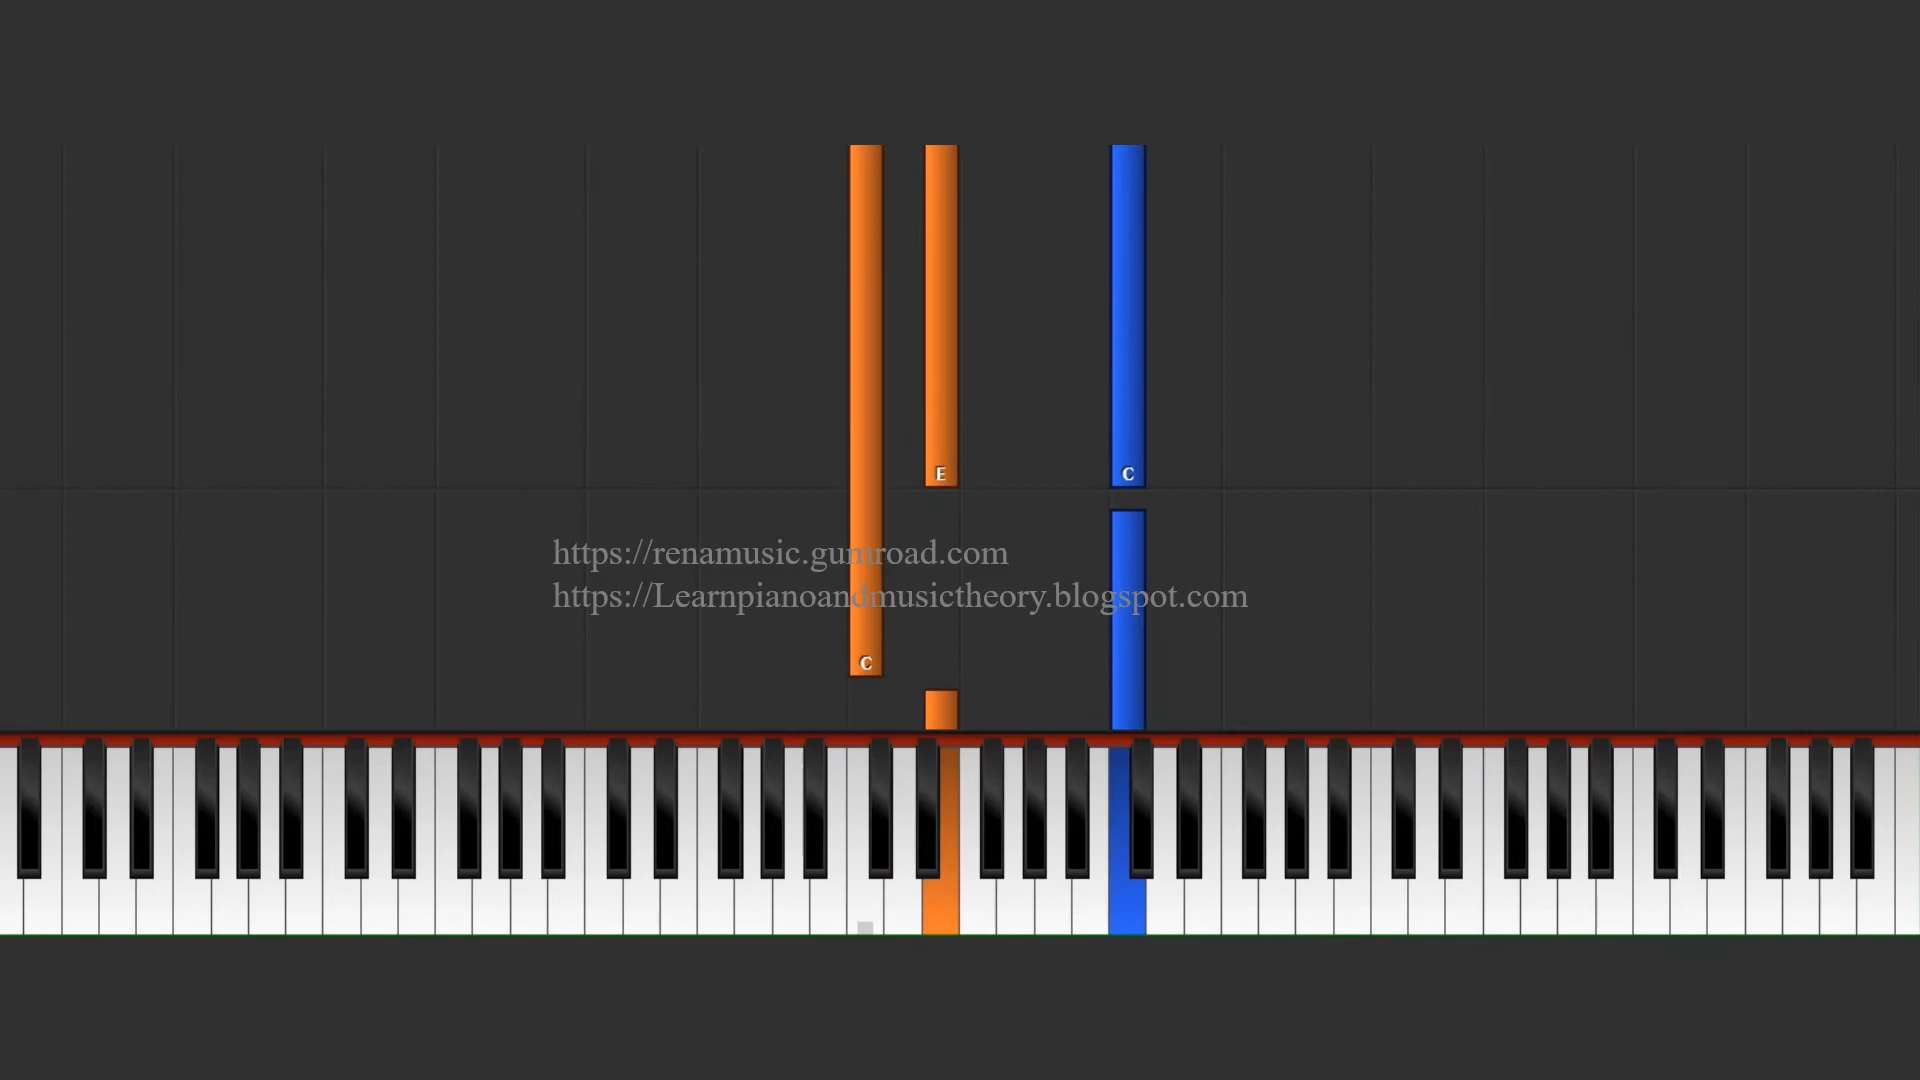 E C
https://renamusic.gumroad.com
https://Learnpianoandmusictheory.blogspot.com
C